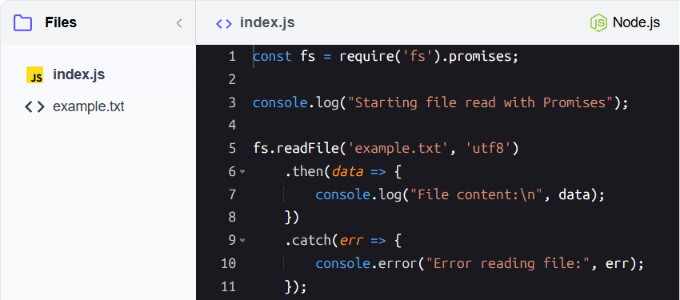 Files
index.js
Node.js
JS index.js
example.txt
1 const fs = require('fs').promises;
2
3 console.log("Starting file read with Promises");
4
5 fs.readFile('example.txt', 'utf8')
6 .then(data => {
7 console.log("File content:\n", data);
8 })
9 .catch(err => {
10 console.error("Error reading file:", err);
11 });